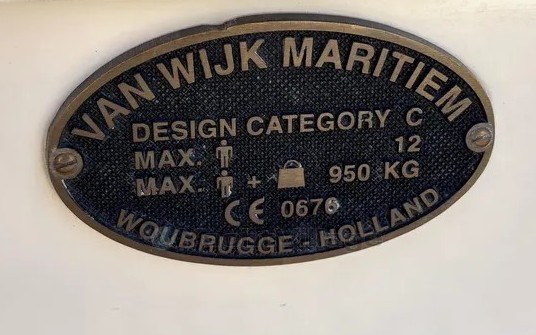 VAN WIJK MARITIEM
DESIGN CATEGORY C
MAX. 12
MAX. + 950 KG
CE 0676
WOUBRUGGE - HOLLAND